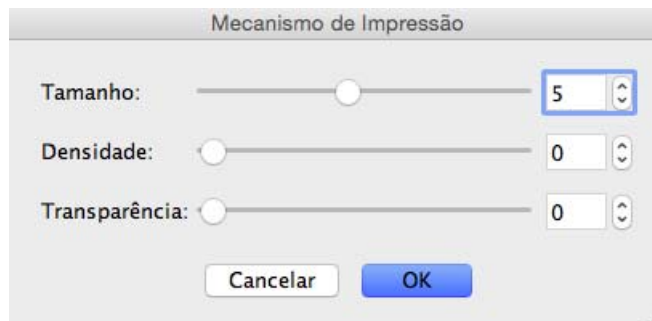 Mecanismo de Impressão
Tamanho: 5
Densidade: 0
Transparência: 0
Cancelar OK